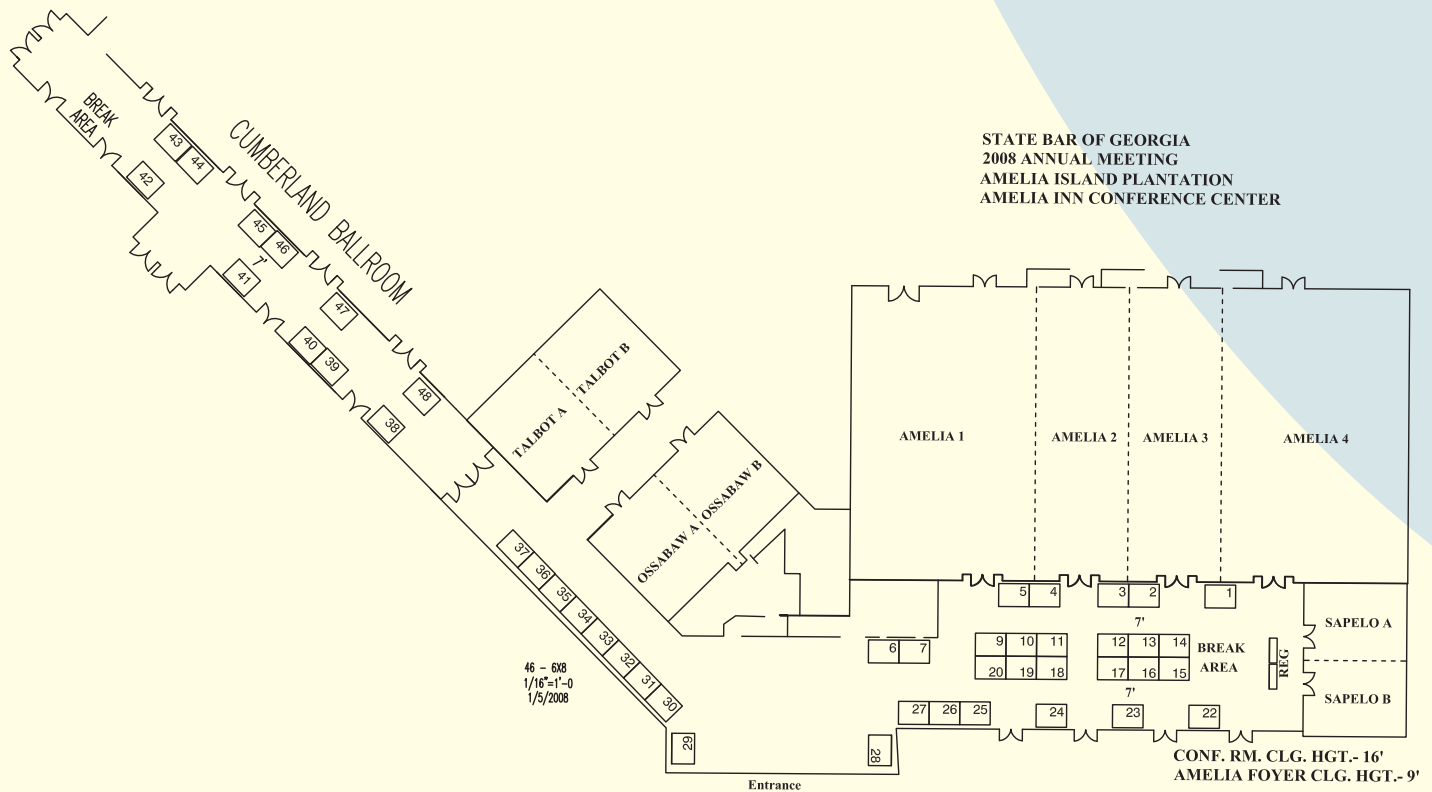 STATE BAR OF GEORGIA
2008 ANNUAL MEETING
AMELIA ISLAND PLANTATION
AMELIA INN CONFERENCE CENTER
BREAK
AREA
CUMBERLAND BALLROOM
43
44
42
45
46
7'
41
47
40
39
48
38
TALBOT A
TALBOT B
OSSABAW A
OSSABAW B
AMELIA 1
AMELIA 2
AMELIA 3
AMELIA 4
37
36
35
34
33
32
31
30
46 - 6X8
1/16"=1'-0
1/5/2008
5
4
3
2
1
7'
6
7
9
10
11
12
13
14
20
19
18
17
16
15
BREAK
AREA
REG
SAPELO A
SAPELO B
7'
27
26
25
24
23
22
29
28
Entrance
CONF. RM. CLG. HGT.- 16'
AMELIA FOYER CLG. HGT.- 9'